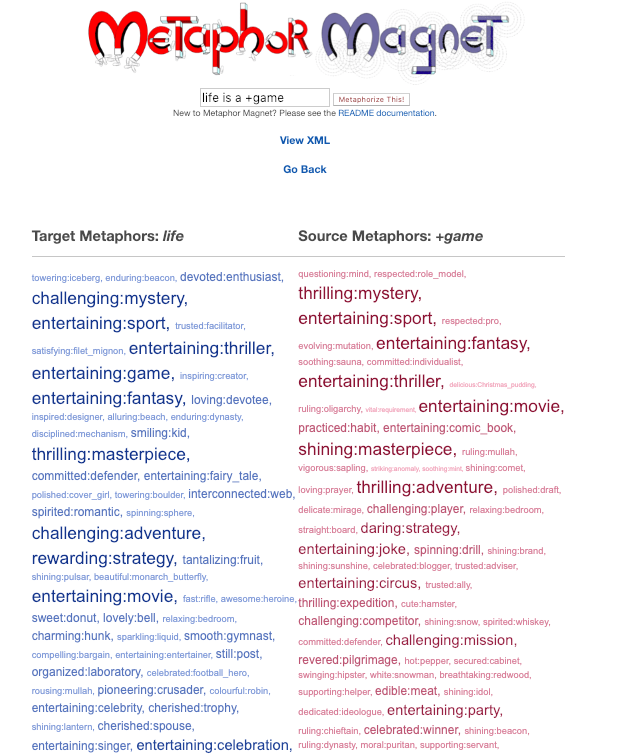 Metaphor Magnet
life is a +game Metaphorize This!
New to Metaphor Magnet? Please see the README documentation.
View XML
Go Back
Target Metaphors: life
towering:iceberg, enduring:beacon, devoted:enthusiast,
challenging:mystery,
entertaining:sport, trusted:facilitator,
satisfying:filet_mignon, entertaining:thriller,
entertaining:game, inspiring:creator,
entertaining:fantasy, loving:devotee,
inspired:designer, alluring:beach, enduring:dynasty,
disciplined:mechanism, smiling:kid,
thrilling:masterpiece,
committed:defender, entertaining:fairy_tale,
polished:cover_girl, towering:boulder, interconnected:web,
spirited:romantic, spinning:sphere,
challenging:adventure,
rewarding:strategy, tantalizing:fruit,
shining:pulsar, beautiful:monarch_butterfly,
entertaining:movie, fast:rifle, awesome:heroine,
sweet:donut, lovely:bell, relaxing:bedroom,
charming:hunk, sparkling:liquid, smooth:gymnast,
compelling:bargain, entertaining:entertainer, still:post,
organized:laboratory, celebrated:football_hero,
rousing:mullah, pioneering:crusader, colourful:robin,
entertaining:celebrity, cherished:trophy,
shining:lantern, cherished:spouse,
entertaining:singer, entertaining:celebration,
Source Metaphors: +game
questioning:mind, respected:role_model,
thrilling:mystery,
entertaining:sport, respected:pro,
evolving:mutation, entertaining:fantasy,
soothing:sauna, committed:individualist,
entertaining:thriller, delicious:Christmas_pudding,
ruling:oligarchy, vital:requirement, entertaining:movie,
practiced:habit, entertaining:comic_book,
shining:masterpiece, ruling:mullah,
vigorous:sapling, striking:anomaly, soothing:mint, shining:comet,
loving:prayer, thrilling:adventure, polished:draft,
delicate:mirage, challenging:player, relaxing:bedroom,
straight:board, daring:strategy,
entertaining:joke, spinning:drill, shining:brand,
shining:sunshine, celebrated:blogger, trusted:adviser,
entertaining:circus, trusted:ally,
thrilling:expedition, cute:hamster,
challenging:competitor, shining:snow, spirited:whiskey,
committed:defender, challenging:mission,
revered:pilgrimage, hot:pepper, secured:cabinet,
swinging:hipster, white:snowman, breathtaking:redwood,
supporting:helper, edible:meat, shining:idol,
dedicated:ideologue, entertaining:party,
ruling:chieftain, celebrated:winner, shining:beacon,
ruling:dynasty, moral:puritan, supporting:servant,